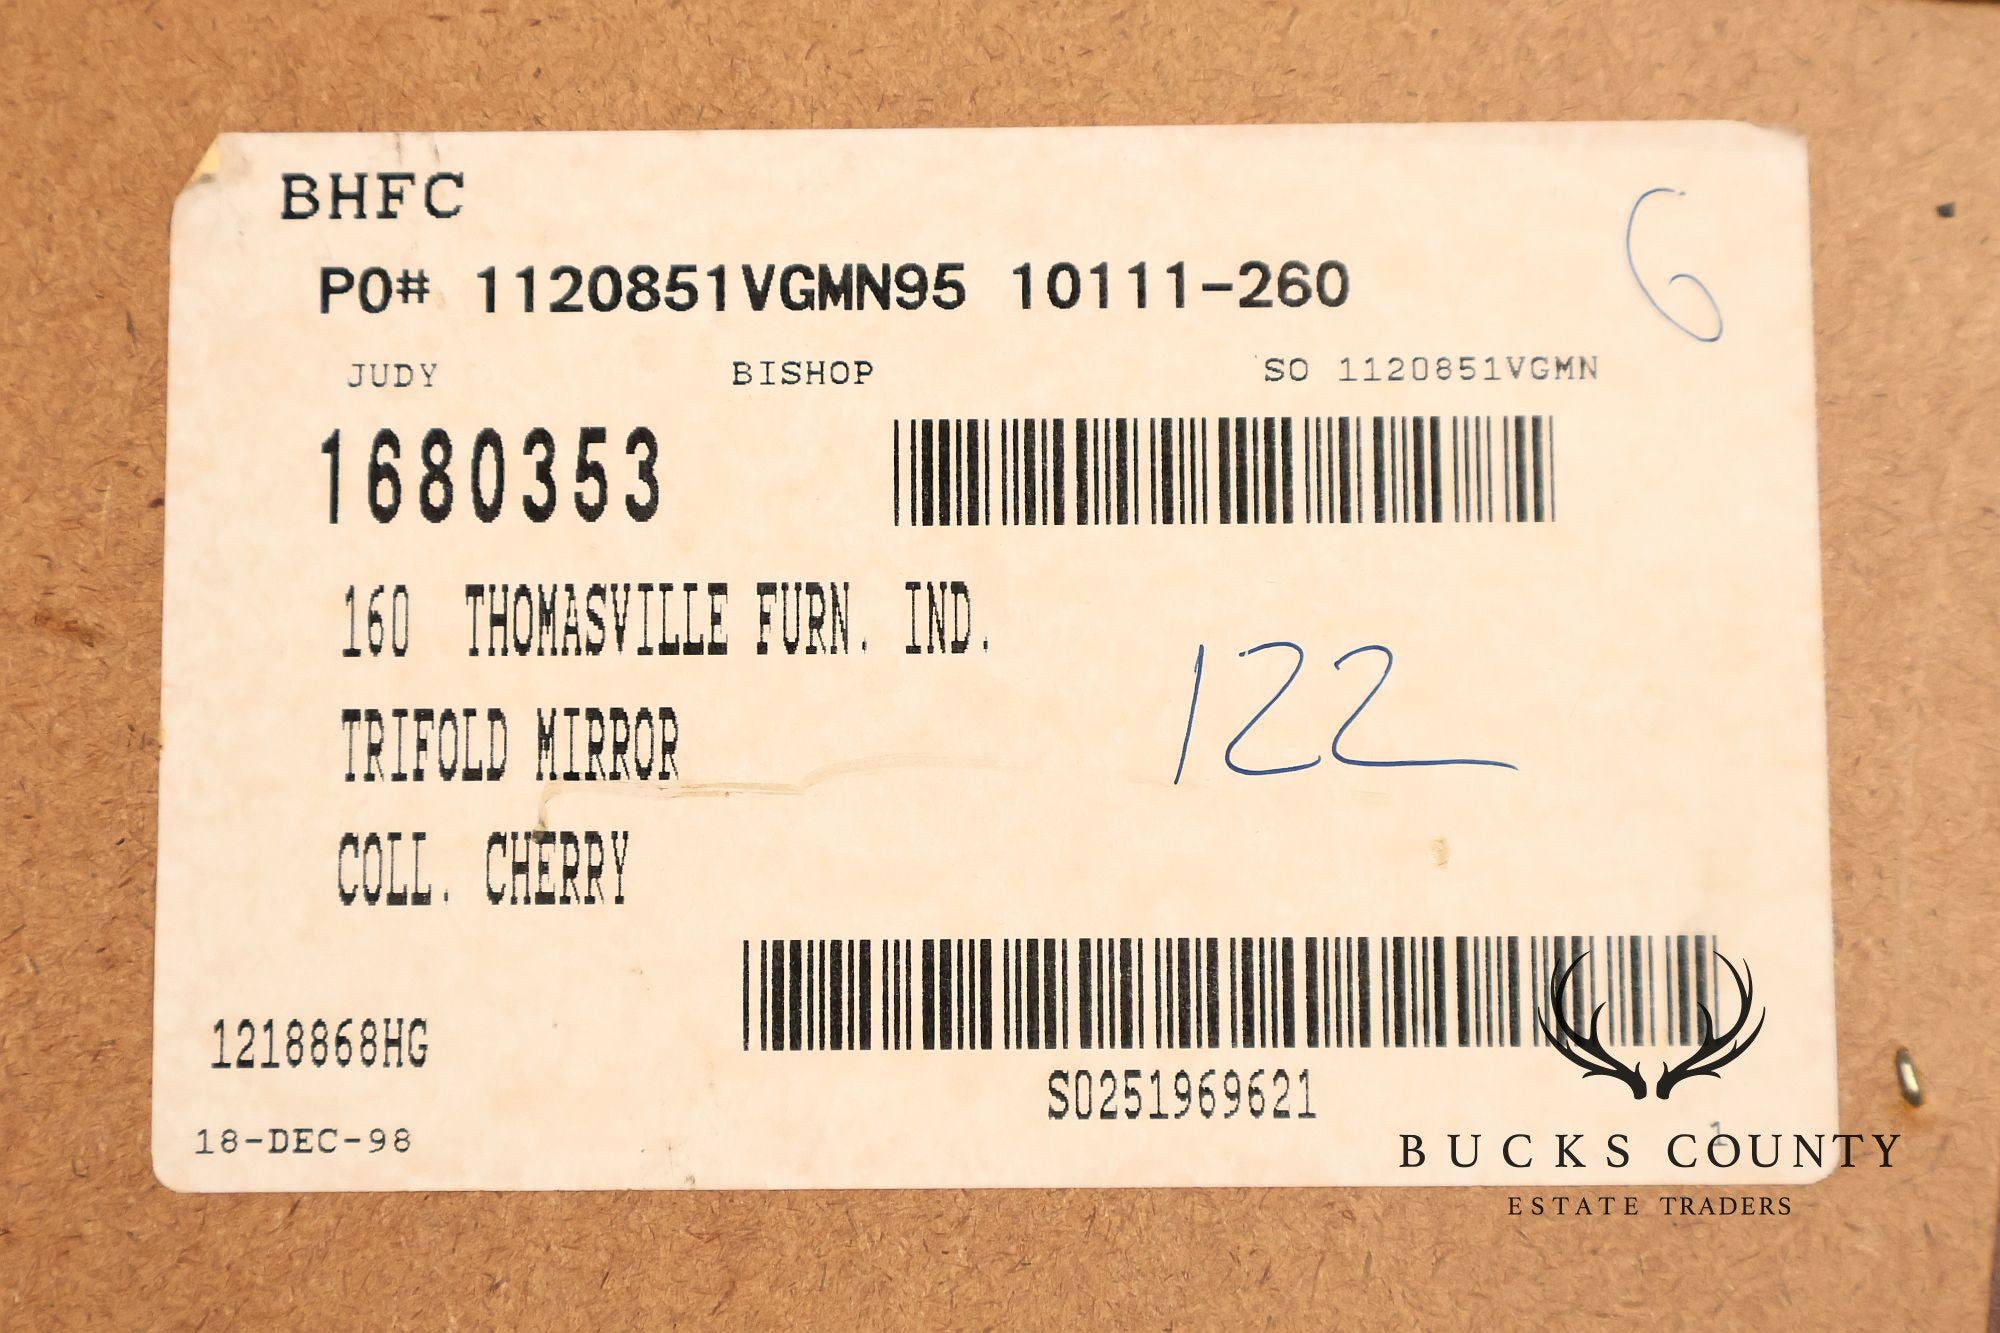 BHFC
6
PO# 1120851VGMN95 10111-260
JUDY BISHOP SO 1120851VGMN
1680353
160 THOMASVILLE FURN. IND.
122
TRIFOLD MIRROR
COLL. CHERRY
1218868HG
S0251969621
18-DEC-98
1
BUCKS COUNTY
ESTATE TRADERS